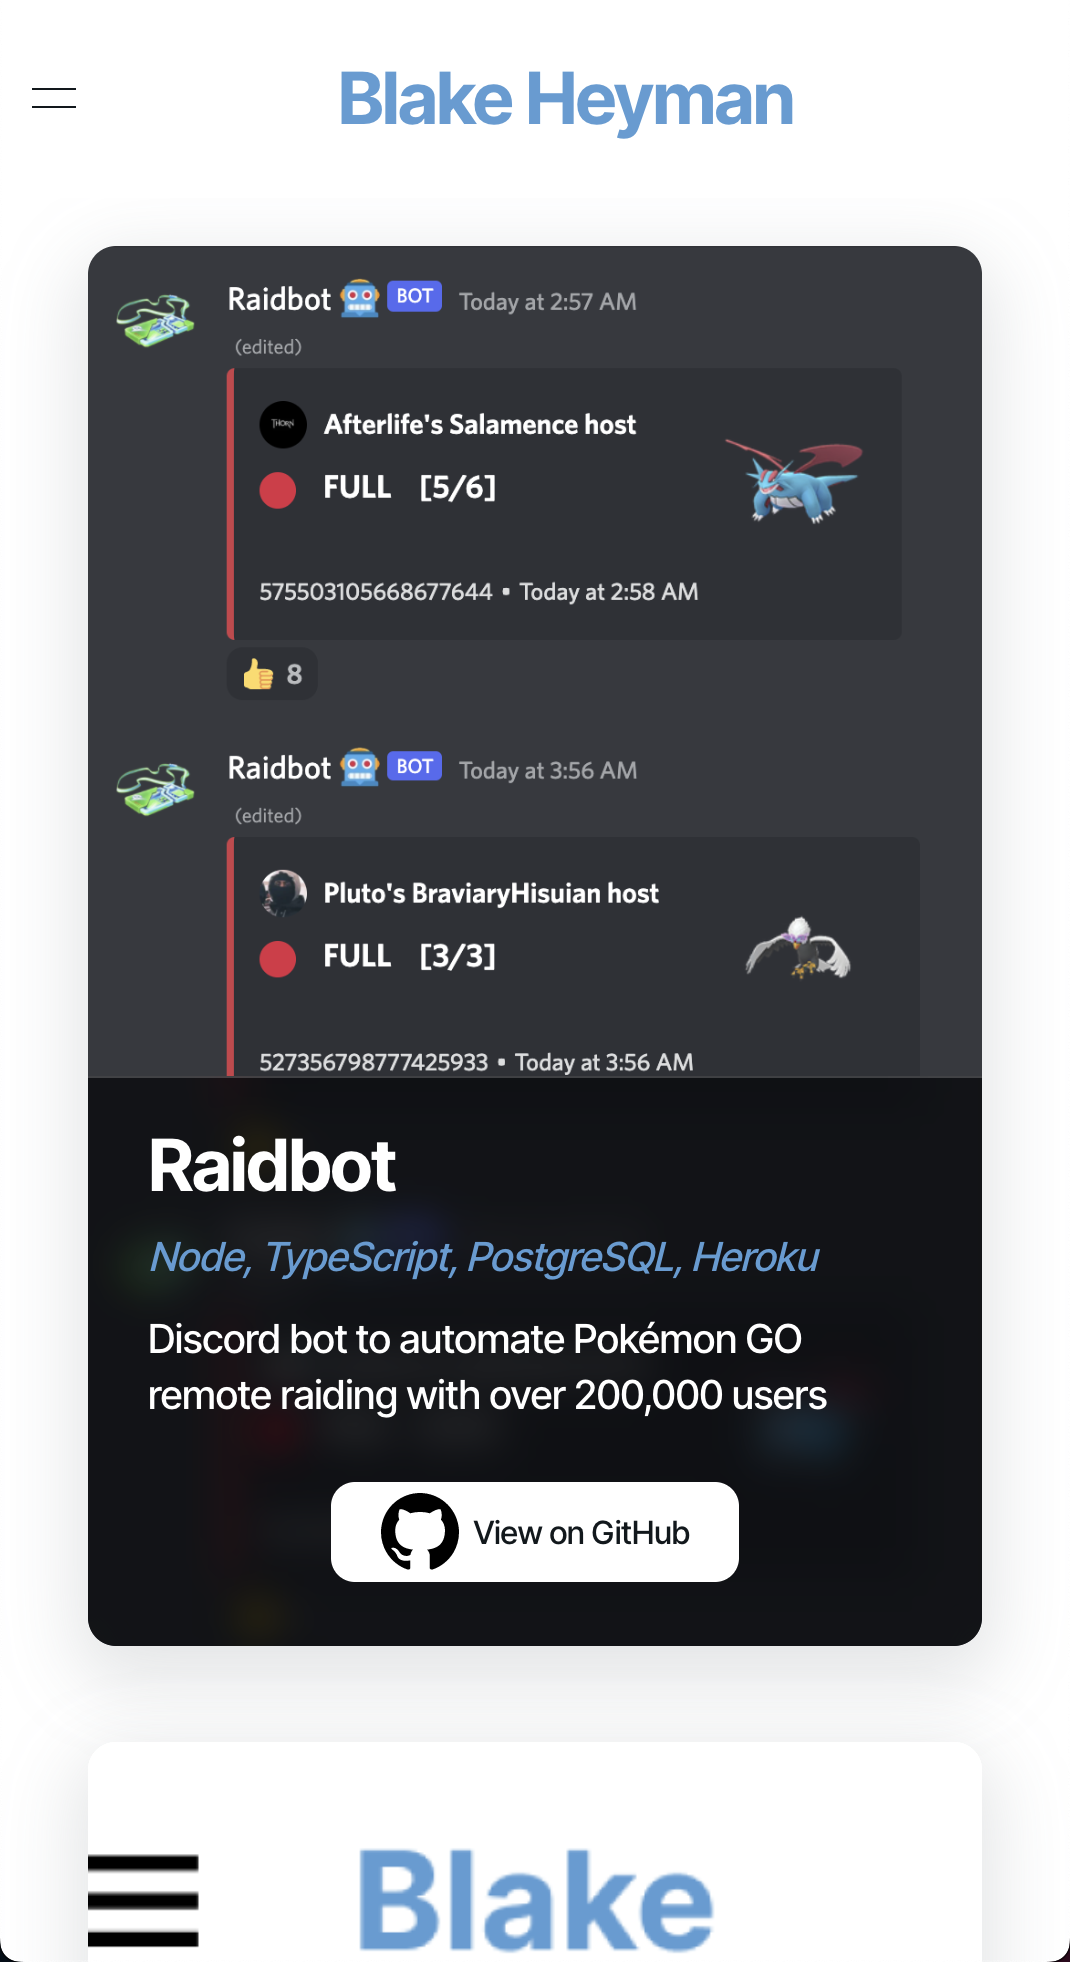 Blake Heyman
Raidbot BOT Today at 2:57 AM
(edited)
THORN
Afterlife's Salamence host
FULL [5/6]
575503105668677644 • Today at 2:58 AM
8
Raidbot BOT Today at 3:56 AM
(edited)
Pluto's BraviaryHisuian host
FULL [3/3]
527356798777425933 • Today at 3:56 AM
Raidbot
Node, TypeScript, PostgreSQL, Heroku
Discord bot to automate Pokémon GO
remote raiding with over 200,000 users
View on GitHub
Blake